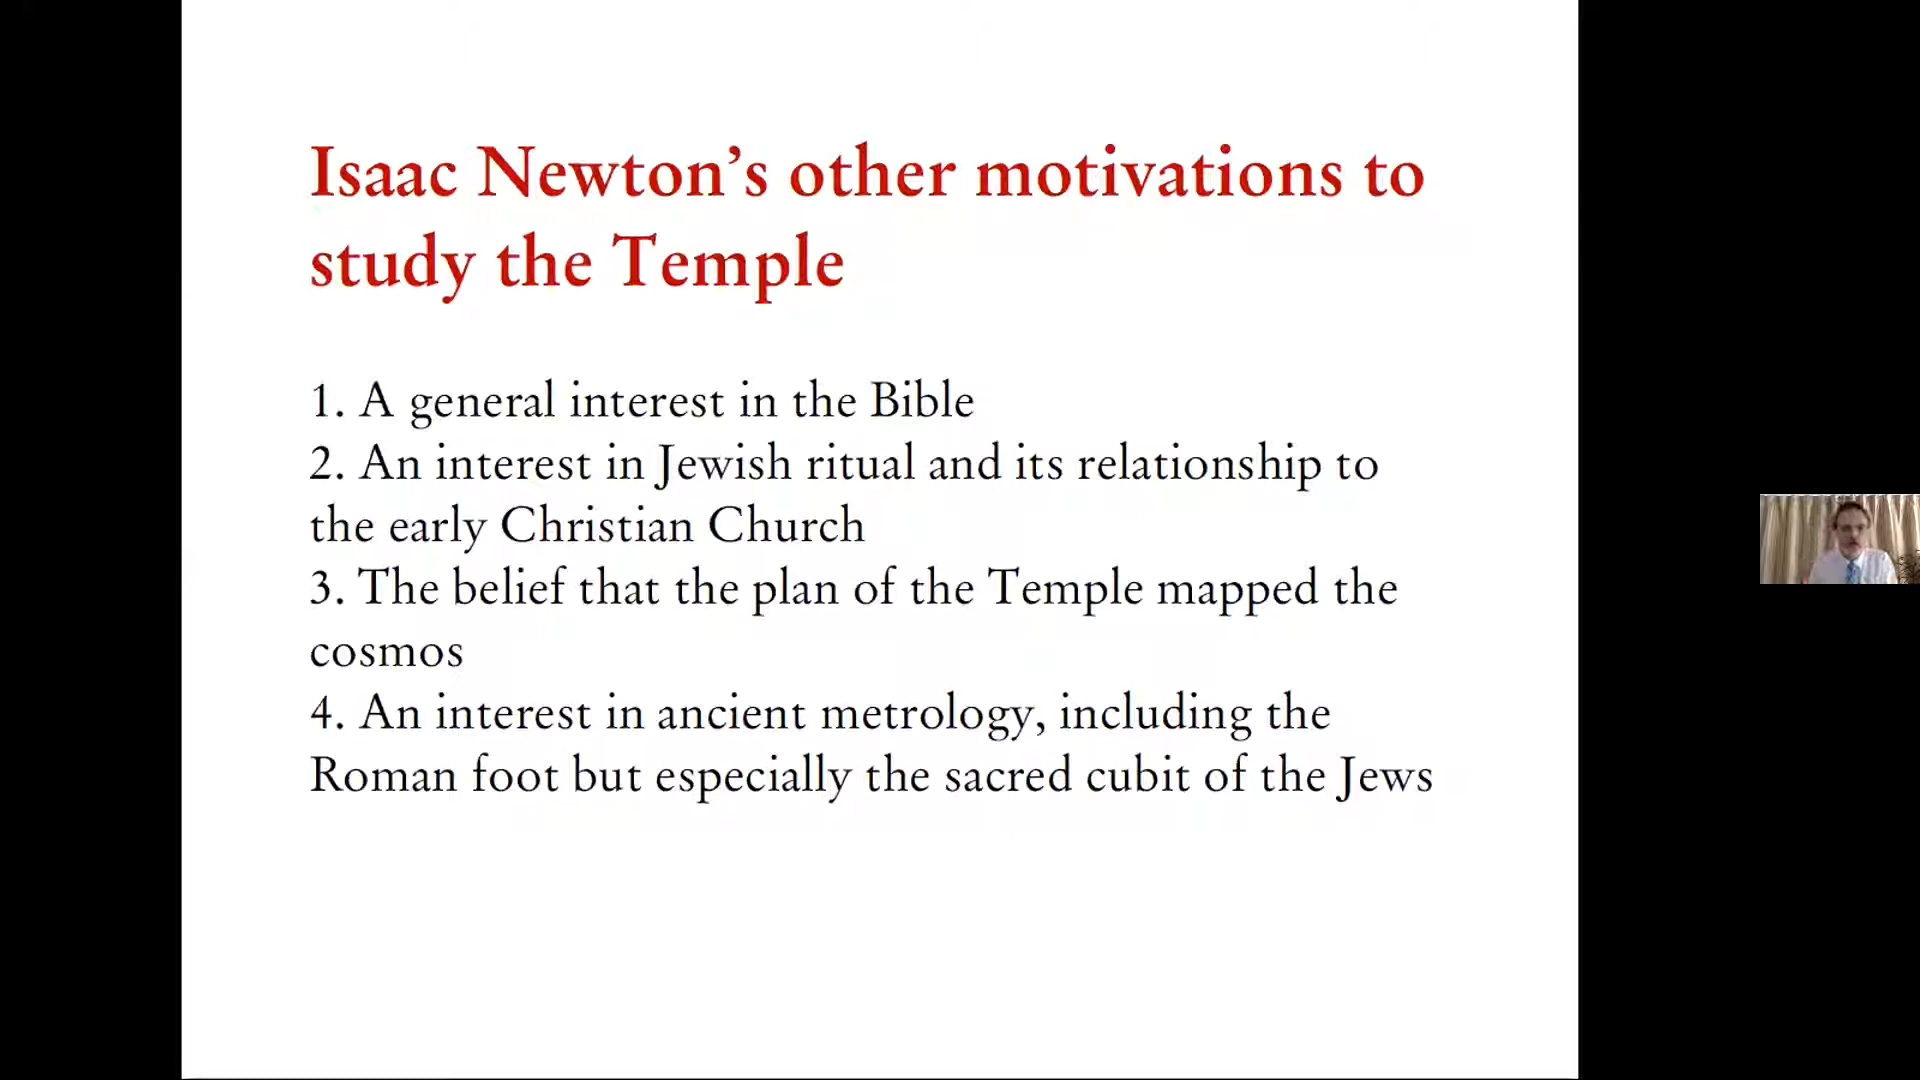 Isaac Newton’s other motivations to
study the Temple
1. A general interest in the Bible
2. An interest in Jewish ritual and its relationship to
the early Christian Church
3. The belief that the plan of the Temple mapped the
cosmos
4. An interest in ancient metrology, including the
Roman foot but especially the sacred cubit of the Jews